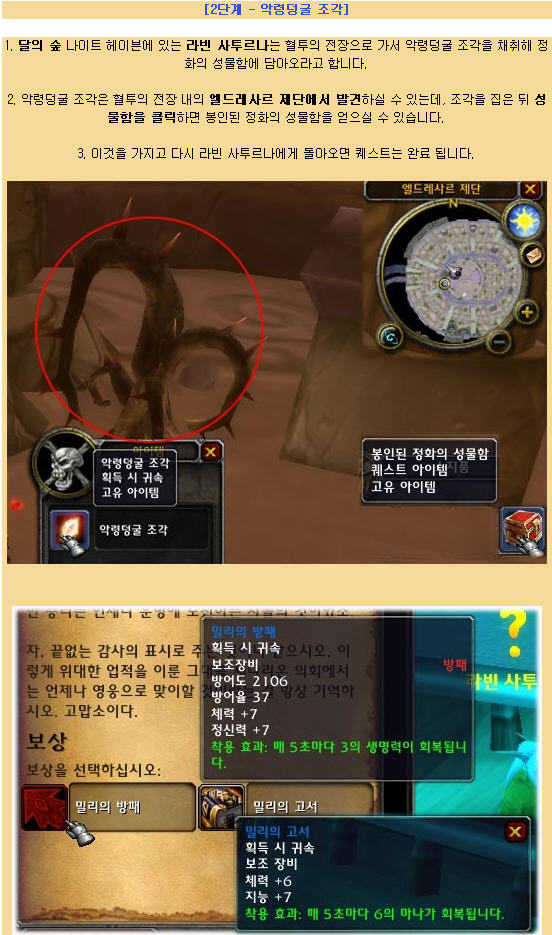 [2단계 - 악령덩굴 조각]
1. 달의 숲 나이트 헤이븐에 있는 라빈 사투르나는 혈투의 전장으로 가서 악령덩굴 조각을 채취해 정
화의 성물함에 담아오라고 합니다.
2. 악령덩굴 조각은 혈투의 전장 내의 엘드레사르 제단에서 발견하실 수 있는데, 조각을 집은 뒤 성
물함을 클릭하면 봉인된 정화의 성물함을 얻으실 수 있습니다.
3. 이것을 가지고 다시 라빈 사투르나에게 돌아오면 퀘스트는 완료 됩니다.
엘드레사르 제단
N
아이템
악령덩굴 조각
획득 시 귀속
고유 아이템
악령덩굴 조각
봉인된 정화의 성물함
퀘스트 아이템
고유 아이템
자, 끝없는 감사의 표시로
렇게 위대한 업적을 이룬
는 언제나 영웅으로 맞이할
항상 기억하
시오. 고맙소이다.
보상
보상을 선택하십시오:
밀리의 방패
밀리의 고서
밀리의 방패
획득 시 귀속
보조장비
방패
방어도 2106
방어율 37
체력 +7
정신력 +7
착용 효과: 매 5초마다 3의 생명력이 회복됩니
다.
라빈 사투
밀리의 고서
획득 시 귀속
보조 장비
체력 +6
지능 +7
착용 효과: 매 5초마다 6의 마나가 회복됩니다.